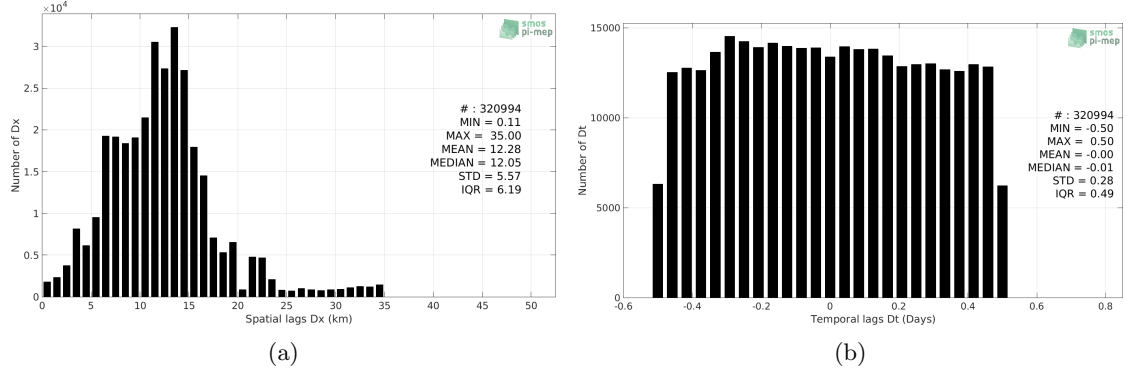 ×10⁴
3
2.5
2
1.5
1
0.5
0
Number of Dx
0 5 10 15 20 25 30 35 40 45 50
Spatial lags Dx (km)
smos
pi-mep
# : 320994
MIN = 0.11
MAX = 35.00
MEAN = 12.28
MEDIAN = 12.05
STD = 5.57
IQR = 6.19
(a)
15000
10000
5000
0
Number of Dt
-0.6 -0.4 -0.2 0 0.2 0.4 0.6 0.8
Temporal lags Dt (Days)
smos
pi-mep
# : 320994
MIN = -0.50
MAX = 0.50
MEAN = -0.00
MEDIAN = -0.01
STD = 0.28
IQR = 0.49
(b)